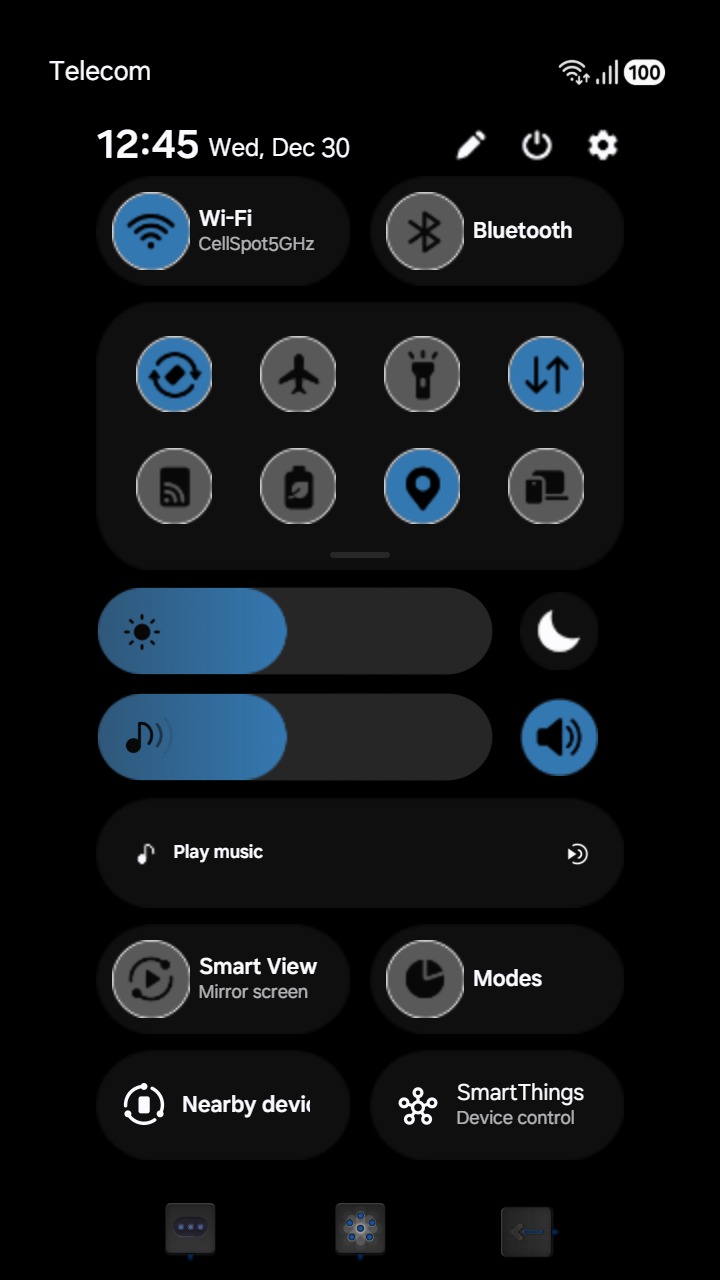 Telecom
100
12:45 Wed, Dec 30
Wi-Fi
CellSpot5GHz
Bluetooth
Play music
Smart View
Mirror screen
Modes
Nearby devi
SmartThings
Device control